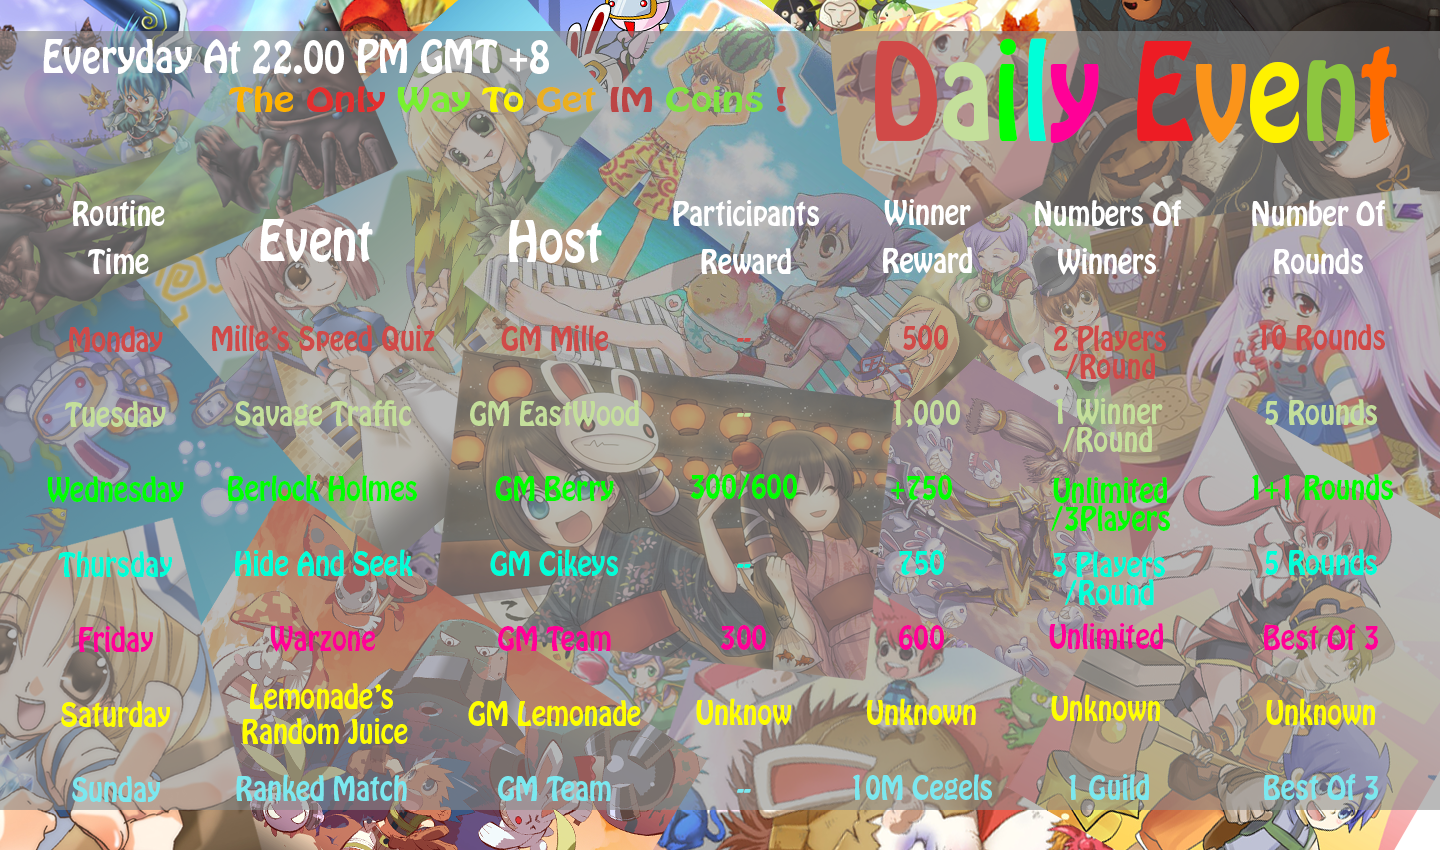 Everyday At 22.00 PM GMT +8
The Only Way To Get IM Coins !
Daily Event
Routine Time
Event
Host
Participants Reward
Winner Reward
Numbers Of Winners
Number Of Rounds
Monday
Mille's Speed Quiz
GM Mille
--
500
2 Players
/Round
10 Rounds
Tuesday
Savage Traffic
GM EastWood
--
1,000
1 Winner
/Round
5 Rounds
Wednesday
Berlock Holmes
GM Berry
300/600
+750
Unlimited
/3Players
1+1 Rounds
Thursday
Hide And Seek
GM Cikeys
--
750
3 Players
/Round
5 Rounds
Friday
Warzone
GM Team
300
600
Unlimited
Best Of 3
Saturday
Lemonade's
Random Juice
GM Lemonade
Unknow
Unknown
Unknown
Unknown
Sunday
Ranked Match
GM Team
--
10M Cegels
1 Guild
Best Of 3